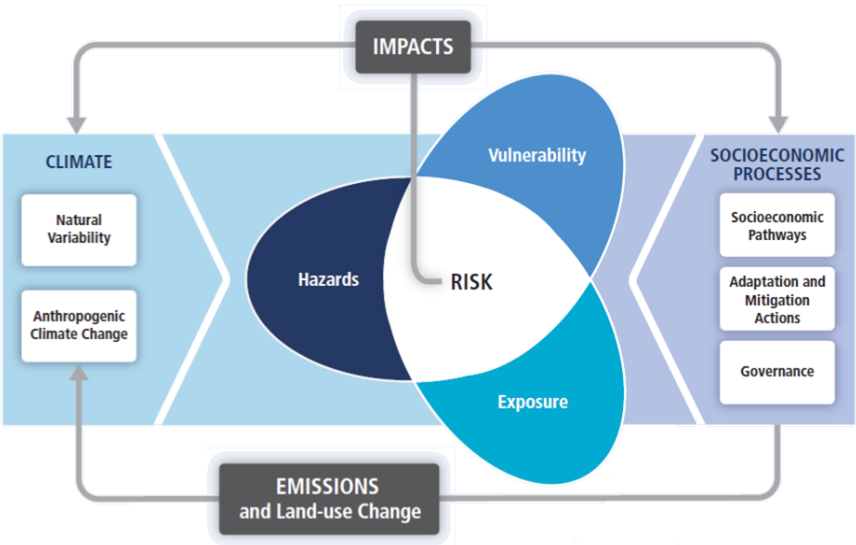 IMPACTS
CLIMATE
Natural
Variability
Anthropogenic
Climate Change
Vulnerability
Hazards
RISK
Exposure
SOCIOECONOMIC
PROCESSES
Socioeconomic
Pathways
Adaptation and
Mitigation
Actions
Governance
EMISSIONS
and Land-use Change